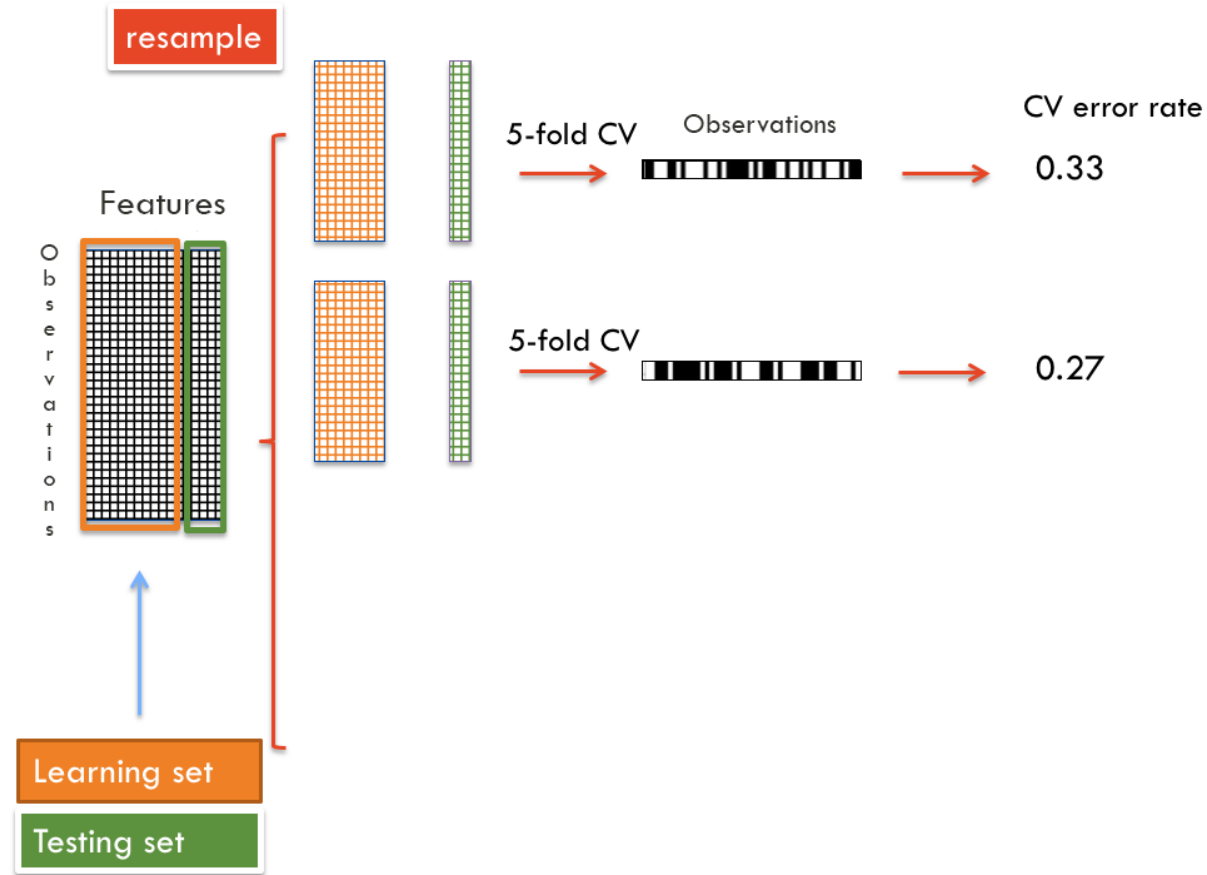 resample
5-fold CV
Observations
CV error rate
0.33
Features
Observations
5-fold CV
0.27
Learning set
Testing set